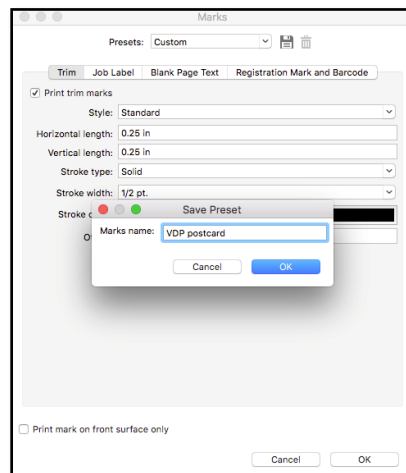 Marks
Presets: Custom
Trim Job Label Blank Page Text Registration Mark and Barcode
Print trim marks
Style: Standard
Horizontal length: 0.25 in
Vertical length: 0.25 in
Stroke type: Solid
Stroke width: 1/2 pt.
Stroke
Save Preset
Marks name: VDP postcard
Cancel OK
Print mark on front surface only
Cancel OK